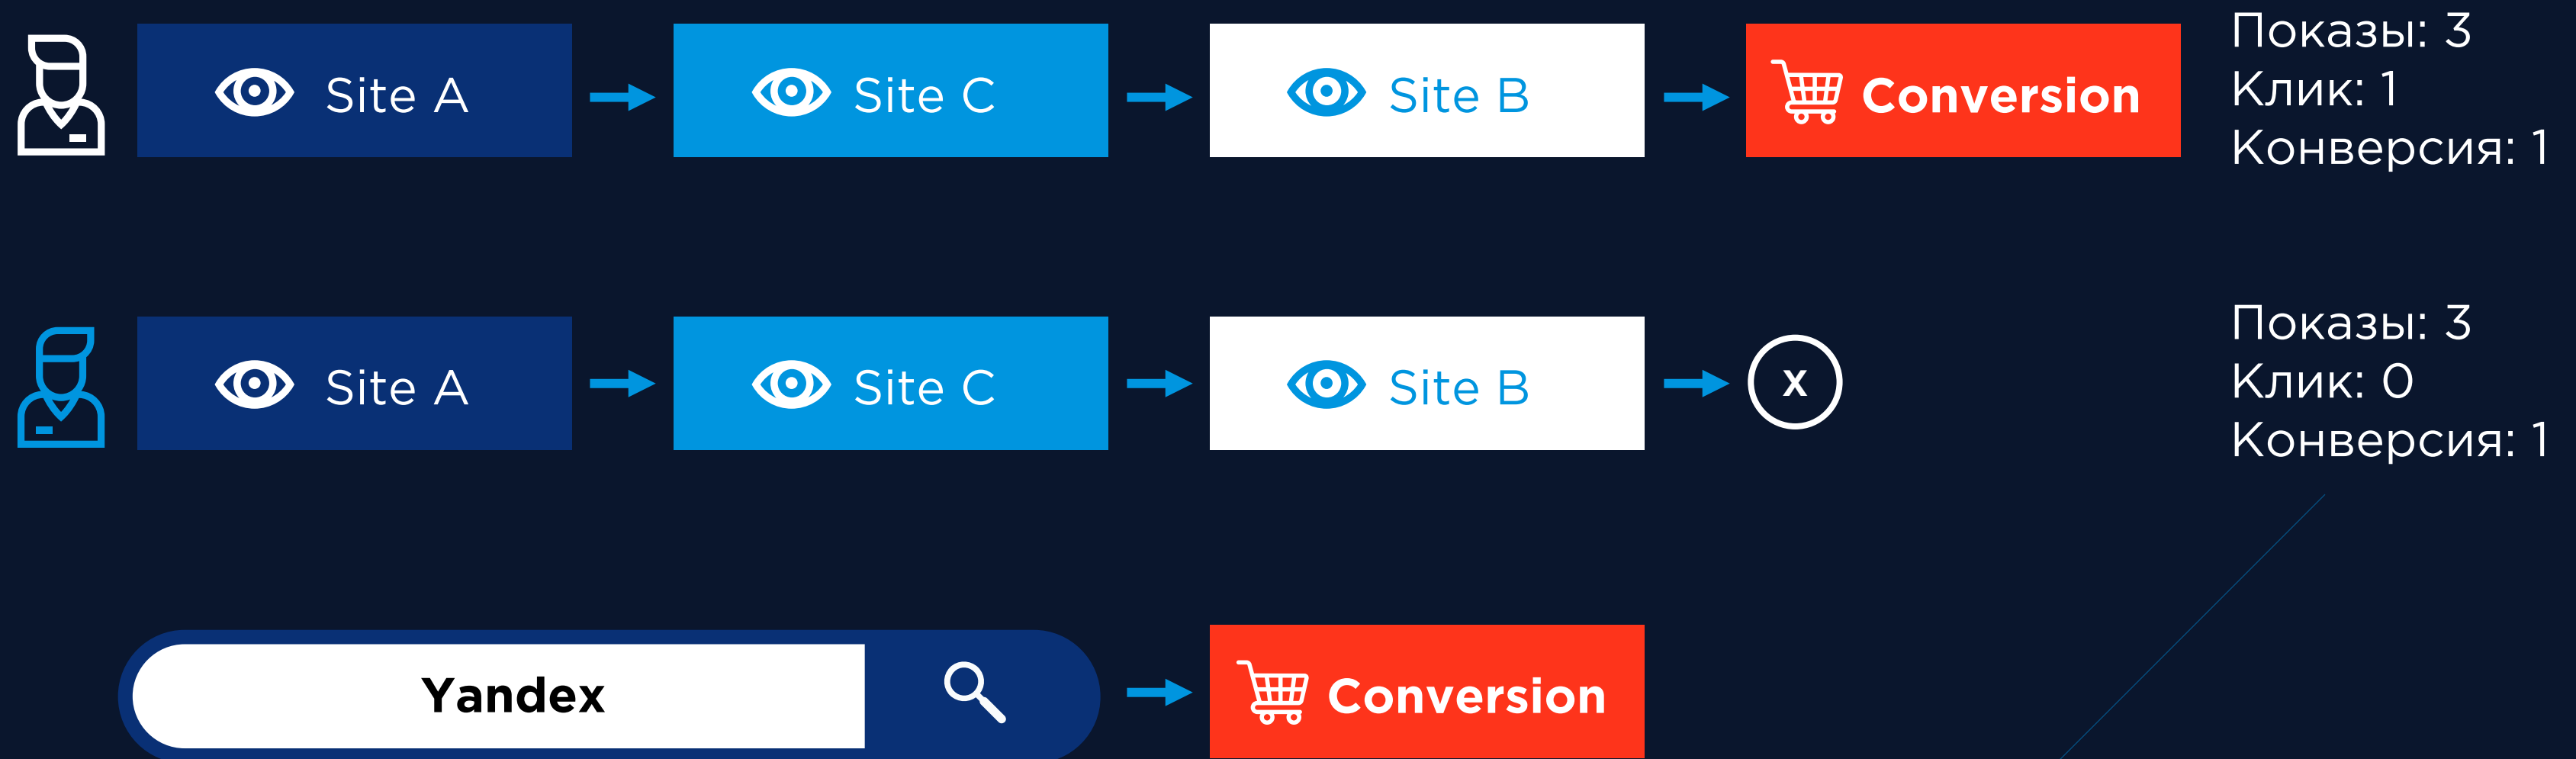 Site A
Site C
Site B
Conversion
Показы: 3
Клик: 1
Конверсия: 1
Site A
Site C
Site B
X
Показы: 3
Клик: 0
Конверсия: 1
Yandex
Conversion